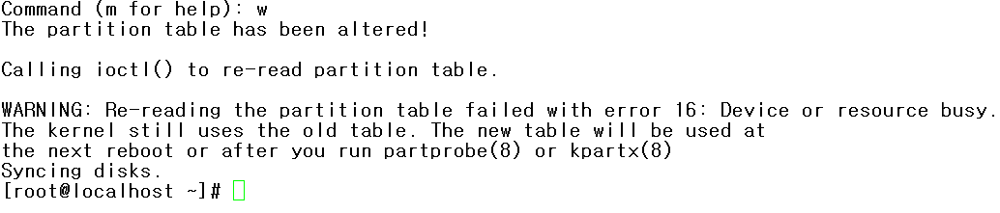 Command (m for help): w
The partition table has been altered!
Calling ioctl() to re-read partition table.
WARNING: Re-reading the partition table failed with error 16: Device or resource busy.
The kernel still uses the old table. The new table will be used at
the next reboot or after you run partprobe(8) or kpartx(8)
Syncing disks.
[root@localhost ~]#